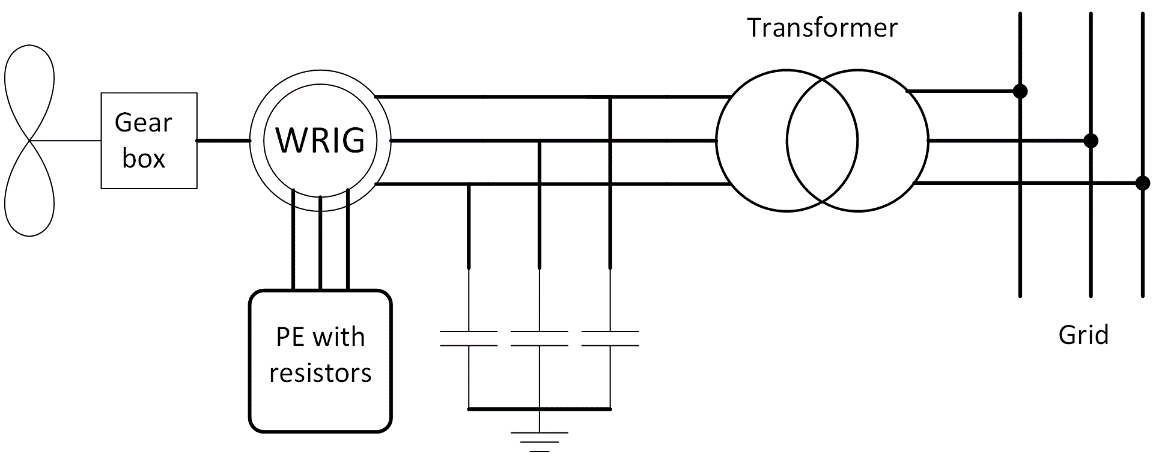 Transformer
Gear
box
WRIG
PE with
resistors
Grid